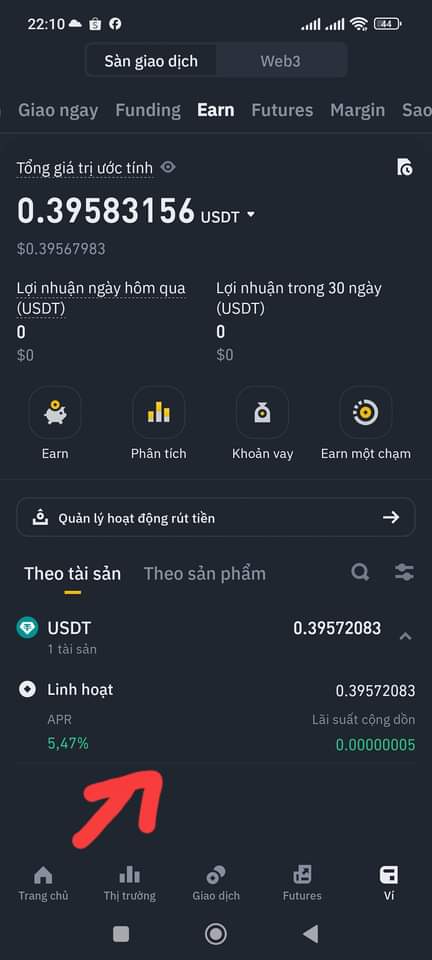 22:10
44
Sàn giao dịch Web3
Giao ngay Funding Earn Futures Margin Sao
Tổng giá trị ước tính
0.39583156 USDT
$0.39567983
Lợi nhuận ngày hôm qua (USDT)
0
$0
Lợi nhuận trong 30 ngày (USDT)
0
$0
Earn Phân tích Khoản vay Earn một chạm
Quản lý hoạt động rút tiền
Theo tài sản Theo sản phẩm
USDT 0.39572083
1 tài sản
Linh hoạt 0.39572083
APR Lãi suất cộng dồn
5,47% 0.00000005
Trang chủ Thị trường Giao dịch Futures Ví